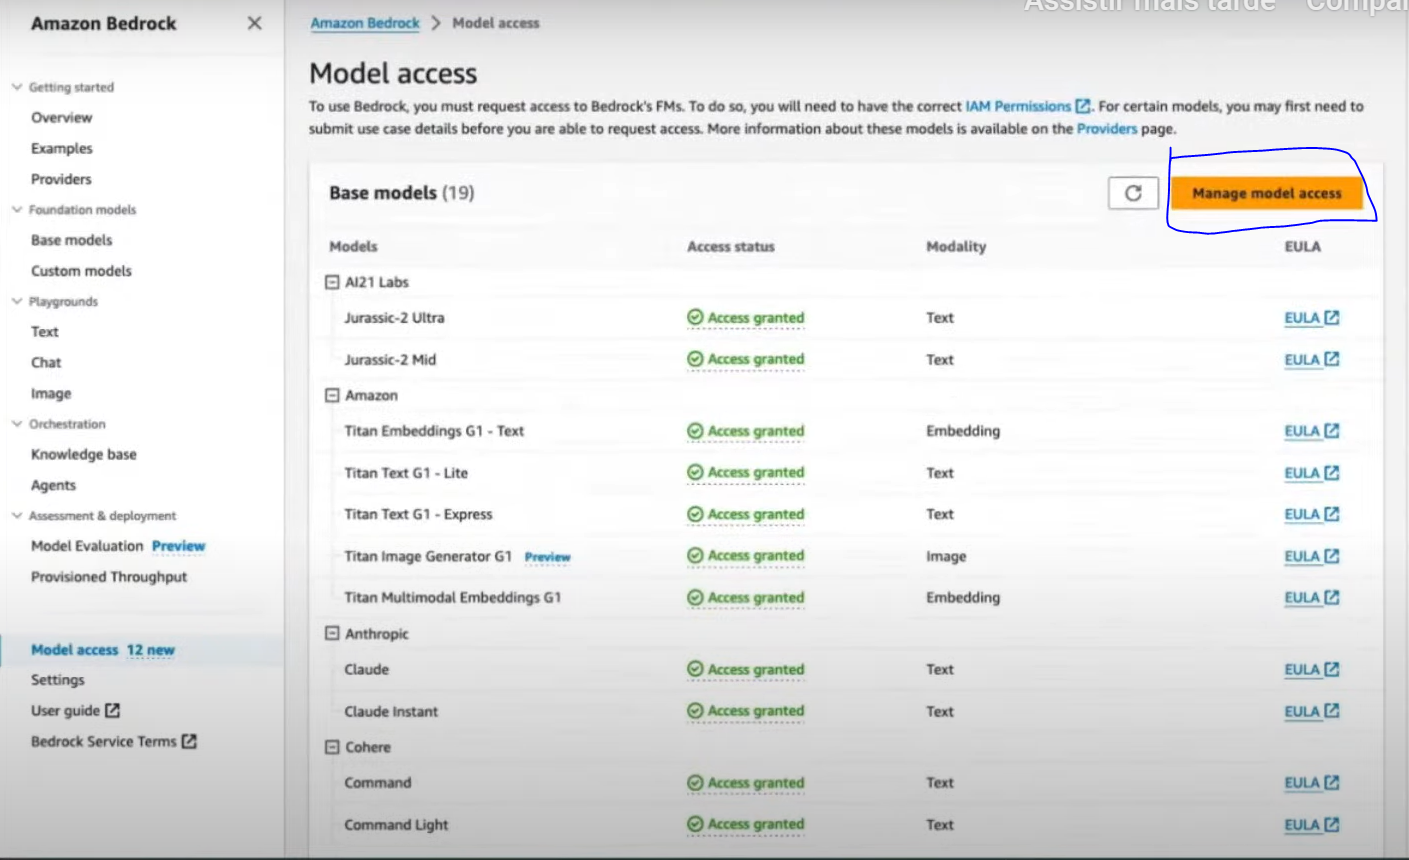 Assistir mais tarde
Amazon Bedrock
Getting started
Overview
Examples
Providers
Foundation models
Base models
Custom models
Playgrounds
Text
Chat
Image
Orchestration
Knowledge base
Agents
Assessment & deployment
Model Evaluation Preview
Provisioned Throughput
Model access 12 new
Settings
User guide
Bedrock Service Terms
Amazon Bedrock > Model access
Model access
To use Bedrock, you must request access to Bedrock's FMs. To do so, you will need to have the correct IAM Permissions. For certain models, you may first need to
submit use case details before you are able to request access. More information about these models is available on the Providers page.
Base models (19)
Manage model access
Models Access status Modality EULA
AI21 Labs
Jurassic-2 Ultra Access granted Text EULA
Jurassic-2 Mid Access granted Text EULA
Amazon
Titan Embeddings G1 - Text Access granted Embedding EULA
Titan Text G1 - Lite Access granted Text EULA
Titan Text G1 - Express Access granted Text EULA
Titan Image Generator G1 Preview Access granted Image EULA
Titan Multimodal Embeddings G1 Access granted Embedding EULA
Anthropic
Claude Access granted Text EULA
Claude Instant Access granted Text EULA
Cohere
Command Access granted Text EULA
Command Light Access granted Text EULA